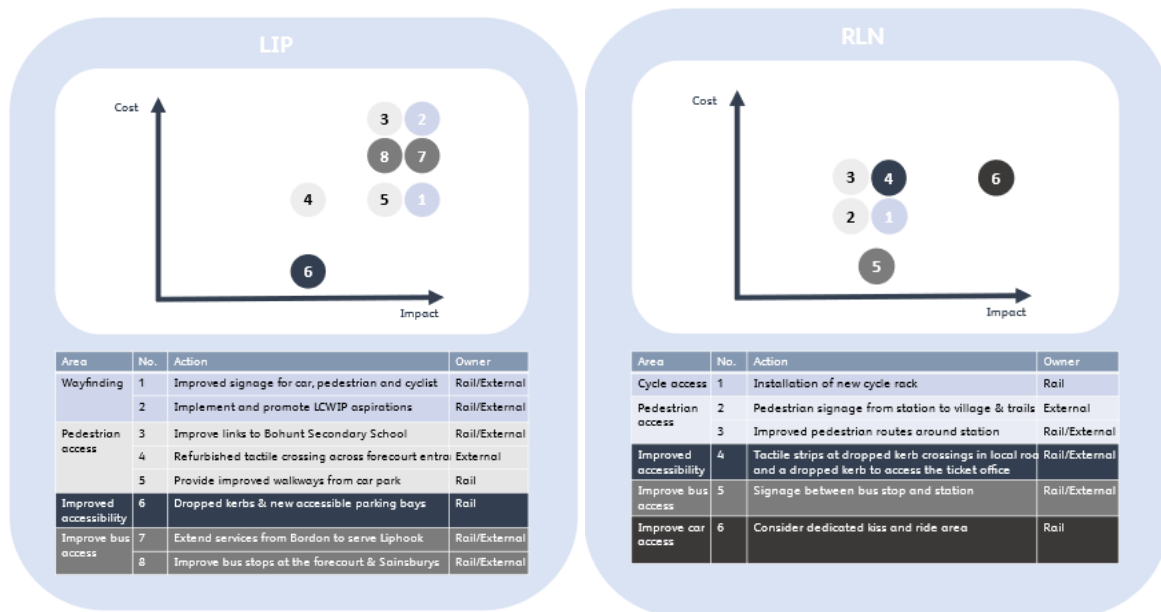 LIP
Cost
3 2
8 7
4 5 1
6
Impact
Area No. Action Owner
Wayfinding 1 Improved signage for car, pedestrian and cyclist Rail/External
2 Implement and promote LCWIP aspirations Rail/External
Pedestrian access 3 Improve links to Bohunt Secondary School Rail/External
4 Refurbished tactile crossing across forecourt entra External
5 Provide improved walkways from car park Rail
Improved accessibility 6 Dropped kerbs & new accessible parking bays Rail
Improve bus access 7 Extend services from Bordon to serve Liphook Rail/External
8 Improve bus stops at the forecourt & Sainsburys Rail/External
RLN
Cost
3 4 6
2 1
5
Impact
Area No. Action Owner
Cycle access 1 Installation of new cycle rack Rail
Pedestrian access 2 Pedestrian signage from station to village & trails External
3 Improved pedestrian routes around station Rail/External
Improved accessibility 4 Tactile strips at dropped kerb crossings in local roa Rail/External
and a dropped kerb to access the ticket office
Improve bus access 5 Signage between bus stop and station Rail/External
Improve car access 6 Consider dedicated kiss and ride area Rail